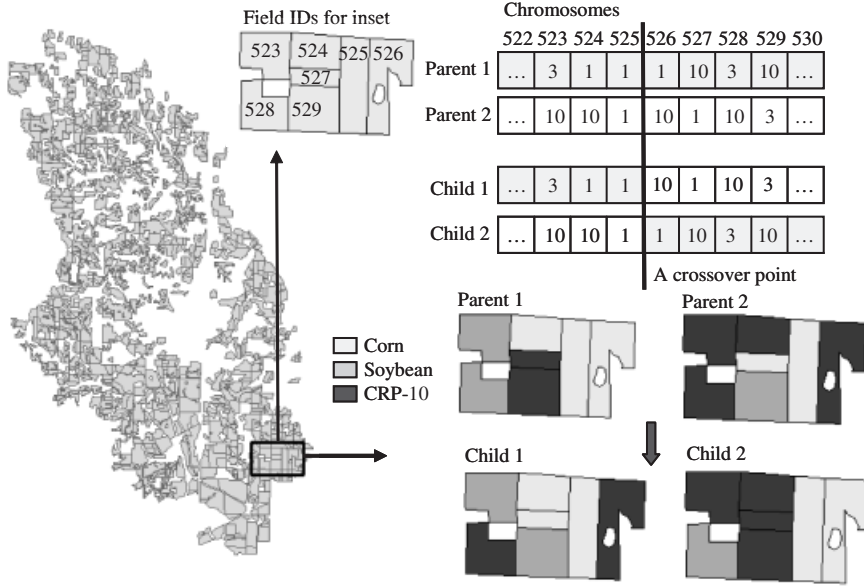 Field IDs for inset
523 524 525 526
527
528 529
Chromosomes
522 523 524 525 526 527 528 529 530
Parent 1 ... 3 1 1 1 10 3 10 ...
Parent 2 ... 10 10 1 10 1 10 3 ...
Child 1 ... 3 1 1 10 1 10 3 ...
Child 2 ... 10 10 1 1 10 3 10 ...
A crossover point
Parent 1 Parent 2
Corn
Soybean
CRP-10
Child 1 Child 2